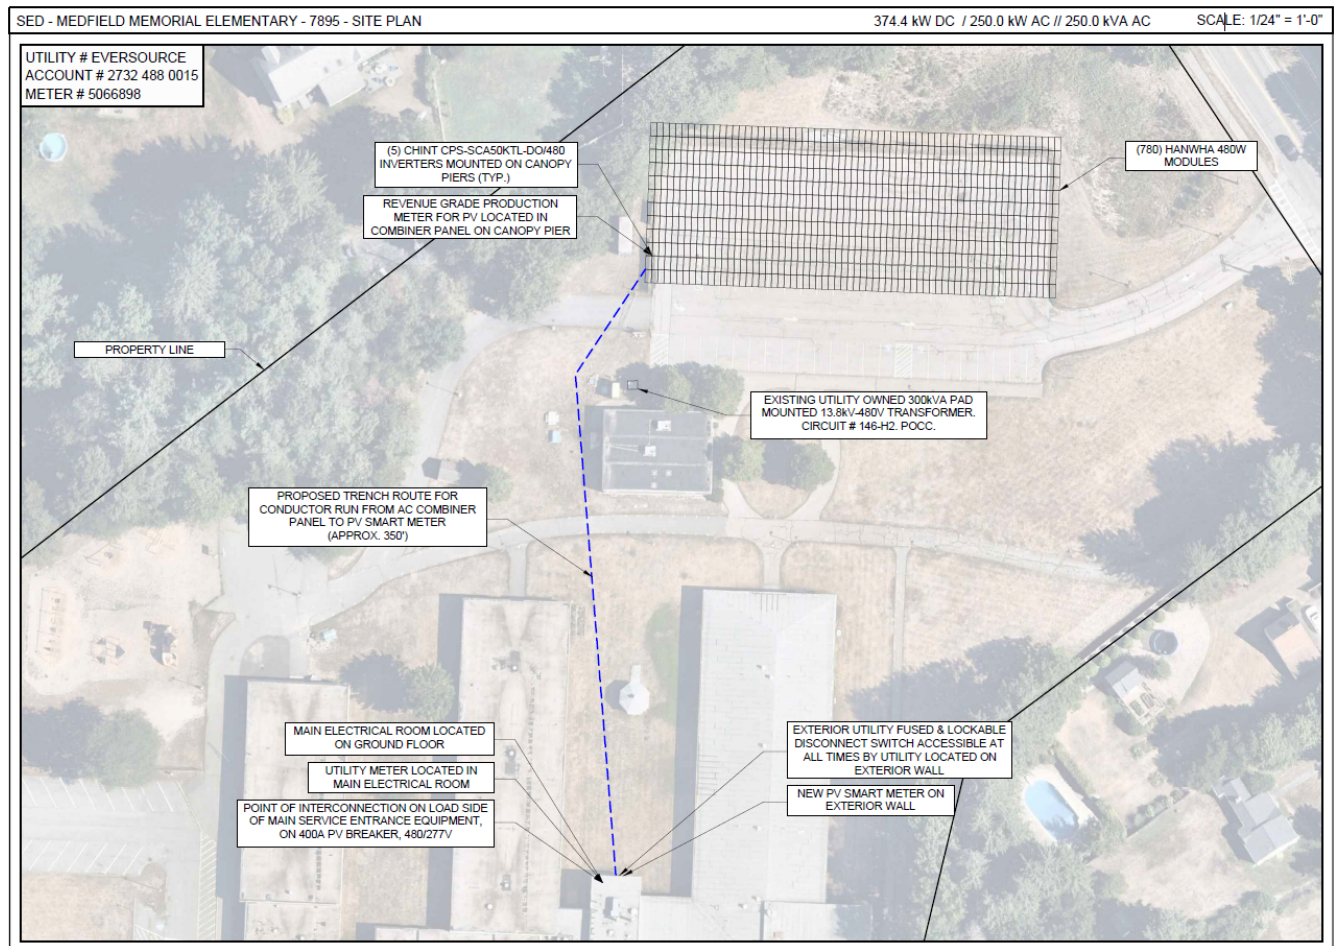 SED - MEDFIELD MEMORIAL ELEMENTARY - 7895 - SITE PLAN
374.4 kW DC / 250.0 kW AC // 250.0 kVA AC
SCALE: 1/24" = 1'-0"
UTILITY # EVERSOURCE
ACCOUNT # 2732 488 0015
METER # 5066898
(5) CHINT CPS-SCA50KTL-DO/480
INVERTERS MOUNTED ON CANOPY
PIERS (TYP.)
(780) HANWHA 480W
MODULES
REVENUE GRADE PRODUCTION
METER FOR PV LOCATED IN
COMBINER PANEL ON CANOPY PIER
PROPERTY LINE
EXISTING UTILITY OWNED 300kVA PAD
MOUNTED 13.8kV-480V TRANSFORMER.
CIRCUIT # 146-H2. POCC.
PROPOSED TRENCH ROUTE FOR
CONDUCTOR RUN FROM AC COMBINER
PANEL TO PV SMART METER
(APPROX. 350')
MAIN ELECTRICAL ROOM LOCATED
ON GROUND FLOOR
UTILITY METER LOCATED IN
MAIN ELECTRICAL ROOM
POINT OF INTERCONNECTION ON LOAD SIDE
OF MAIN SERVICE ENTRANCE EQUIPMENT,
ON 400A PV BREAKER, 480/277V
EXTERIOR UTILITY FUSED & LOCKABLE
DISCONNECT SWITCH ACCESSIBLE AT
ALL TIMES BY UTILITY LOCATED ON
EXTERIOR WALL
NEW PV SMART METER ON
EXTERIOR WALL